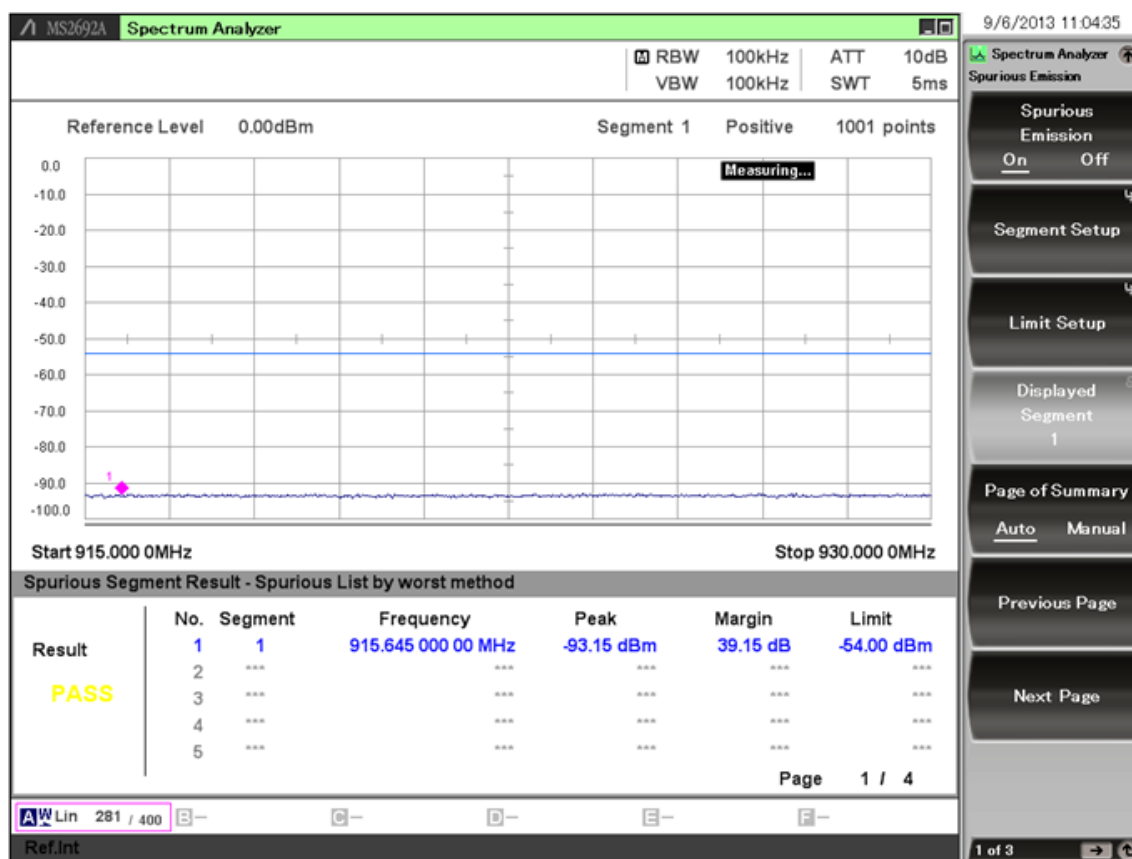 MS2692A Spectrum Analyzer
9/6/2013 11:04:35
RBW 100kHz ATT 10dB
VBW 100kHz SWT 5ms
Reference Level 0.00dBm Segment 1 Positive 1001 points
Measuring...
0.0
-10.0
-20.0
-30.0
-40.0
-50.0
-60.0
-70.0
-80.0
-90.0
-100.0
1
Start 915.000 0MHz Stop 930.000 0MHz
Spurious Segment Result - Spurious List by worst method
No. Segment Frequency Peak Margin Limit
Result
PASS
1 1 915.645 000 00 MHz -93.15 dBm 39.15 dB -54.00 dBm
2 *** *** *** *** ***
3 *** *** *** *** ***
4 *** *** *** *** ***
5 *** *** *** *** ***
Page 1 / 4
A W Lin 281 / 400 B- C- D- E- F-
Ref.Int
Spectrum Analyzer
Spurious Emission
Spurious
Emission
On Off
Segment Setup
Limit Setup
Displayed
Segment
1
Page of Summary
Auto Manual
Previous Page
Next Page
1 of 3